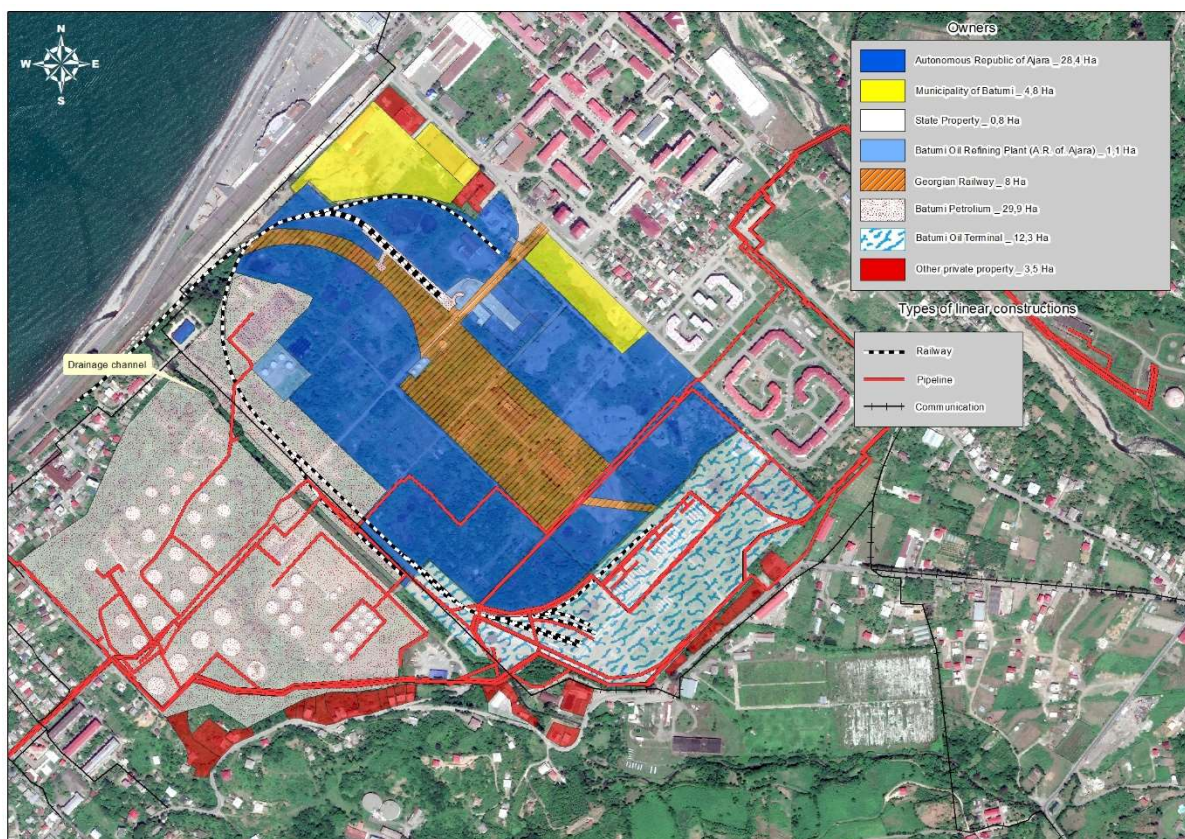 N
W E
S
Owners
Autonomous Republic of Ajara _ 28,4 Ha
Municipality of Batumi _ 4,8 Ha
State Property _ 0,8 Ha
Batumi Oil Refining Plant (A.R. of. Ajara) _ 1,1 Ha
Georgian Railway _ 8 Ha
Batumi Petrolium _ 29,9 Ha
Batumi Oil Terminal _ 12,3 Ha
Other private property _ 3,5 Ha
Types of linear constructions
Railway
Pipeline
Communication
Drainage channel